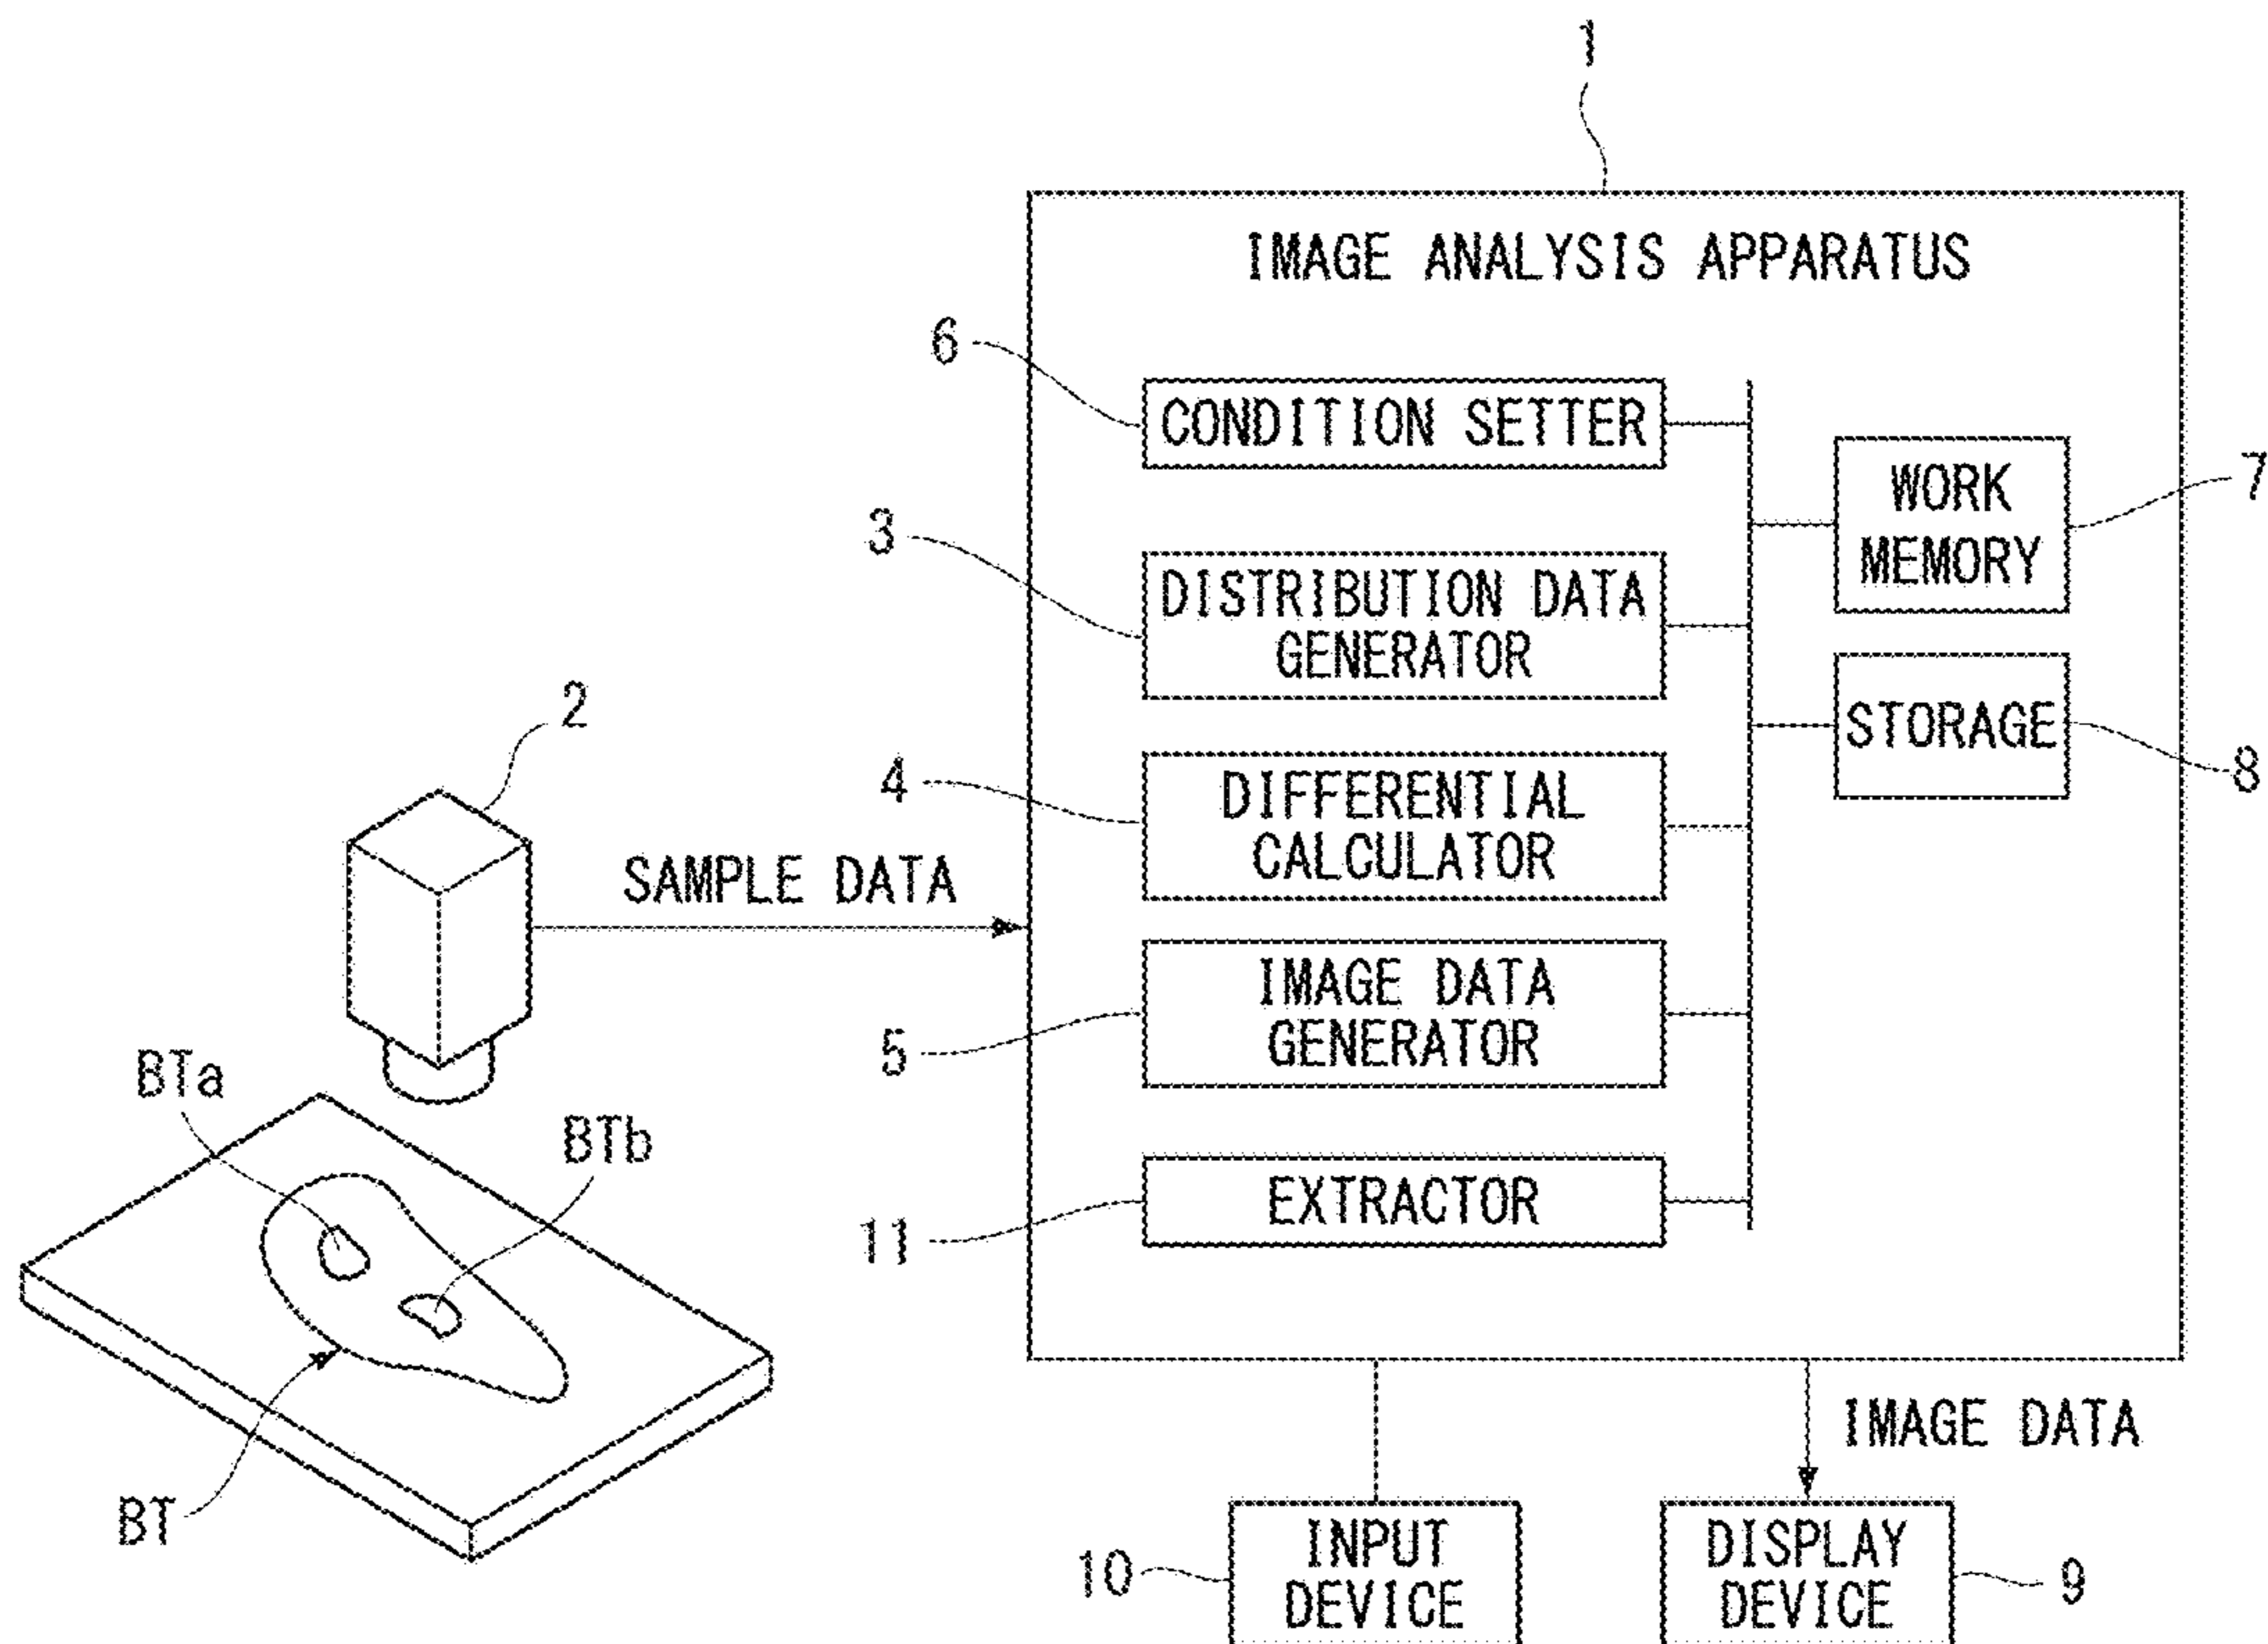 1
IMAGE ANALYSIS APPARATUS
6
CONDITION SETTER
WORK
MEMORY
7
3
DISTRIBUTION DATA
GENERATOR
STORAGE
8
2
4
DIFFERENTIAL
CALCULATOR
SAMPLE DATA
IMAGE DATA
GENERATOR
5
BTa
BTb
EXTRACTOR
11
BT
IMAGE DATA
10
INPUT
DEVICE
DISPLAY
DEVICE
9